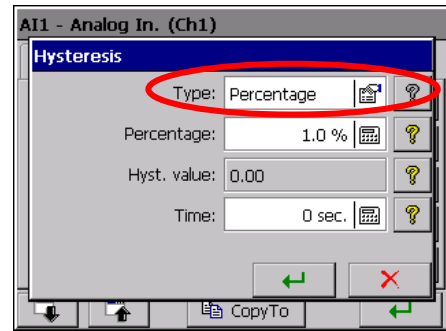 AI1 - Analog In. (Ch1)
Hysteresis
Type: Percentage
Percentage: 1.0 %
Hyst. value: 0.00
Time: 0 sec.
CopyTo